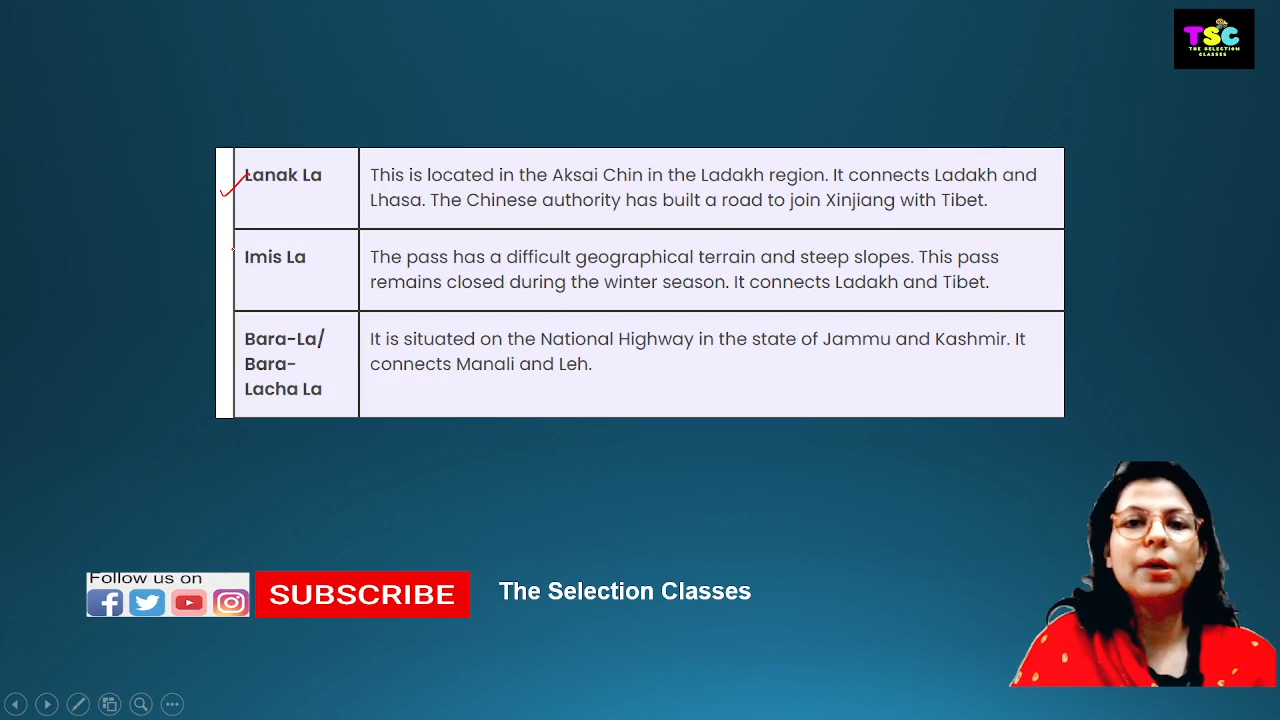 TSC
THE SELECTION
CLASSES
Lanak La
This is located in the Aksai Chin in the Ladakh region. It connects Ladakh and
Lhasa. The Chinese authority has built a road to join Xinjiang with Tibet.
Imis La
The pass has a difficult geographical terrain and steep slopes. This pass
remains closed during the winter season. It connects Ladakh and Tibet.
Bara-La/
Bara-
Lacha La
It is situated on the National Highway in the state of Jammu and Kashmir. It
connects Manali and Leh.
Follow us on
SUBSCRIBE
The Selection Classes